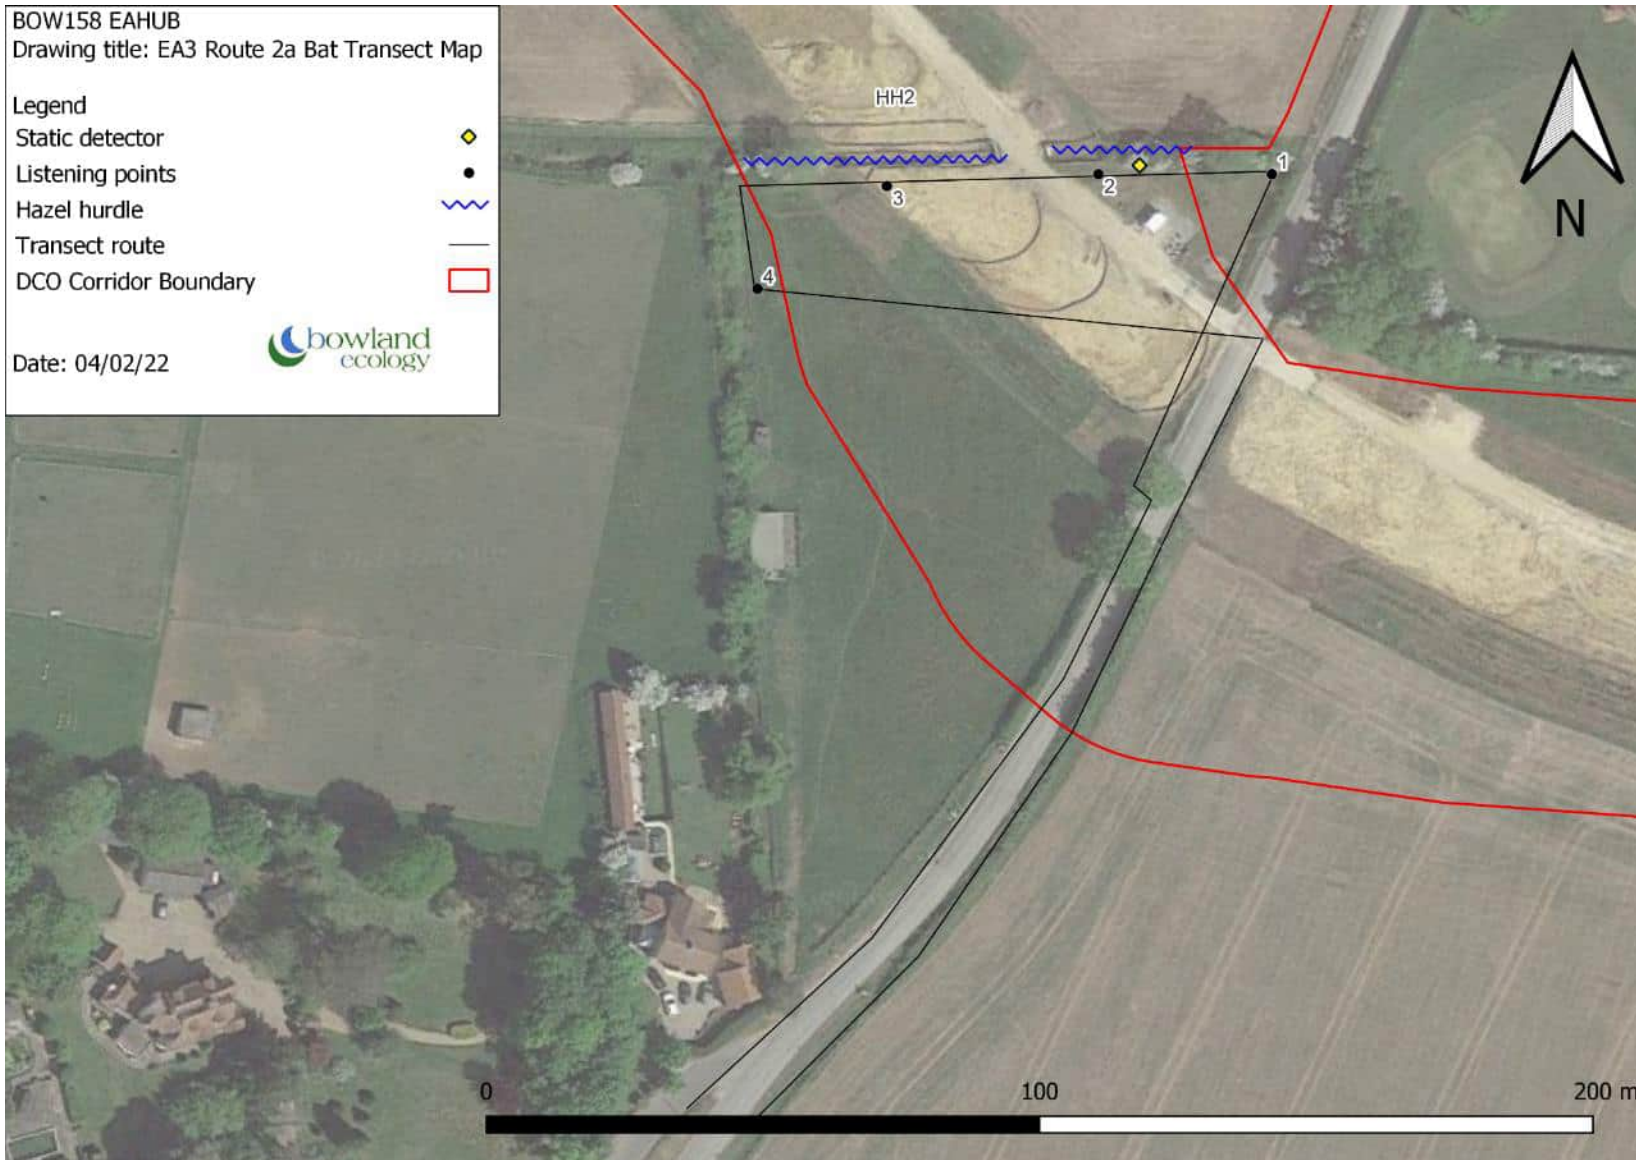 BOW158 EAHUB
Drawing title: EA3 Route 2a Bat Transect Map
Legend
Static detector
Listening points
Hazel hurdle
Transect route
DCO Corridor Boundary
bowland
ecology
Date: 04/02/22
HH2
1
2
3
4
N
0
100
200 m